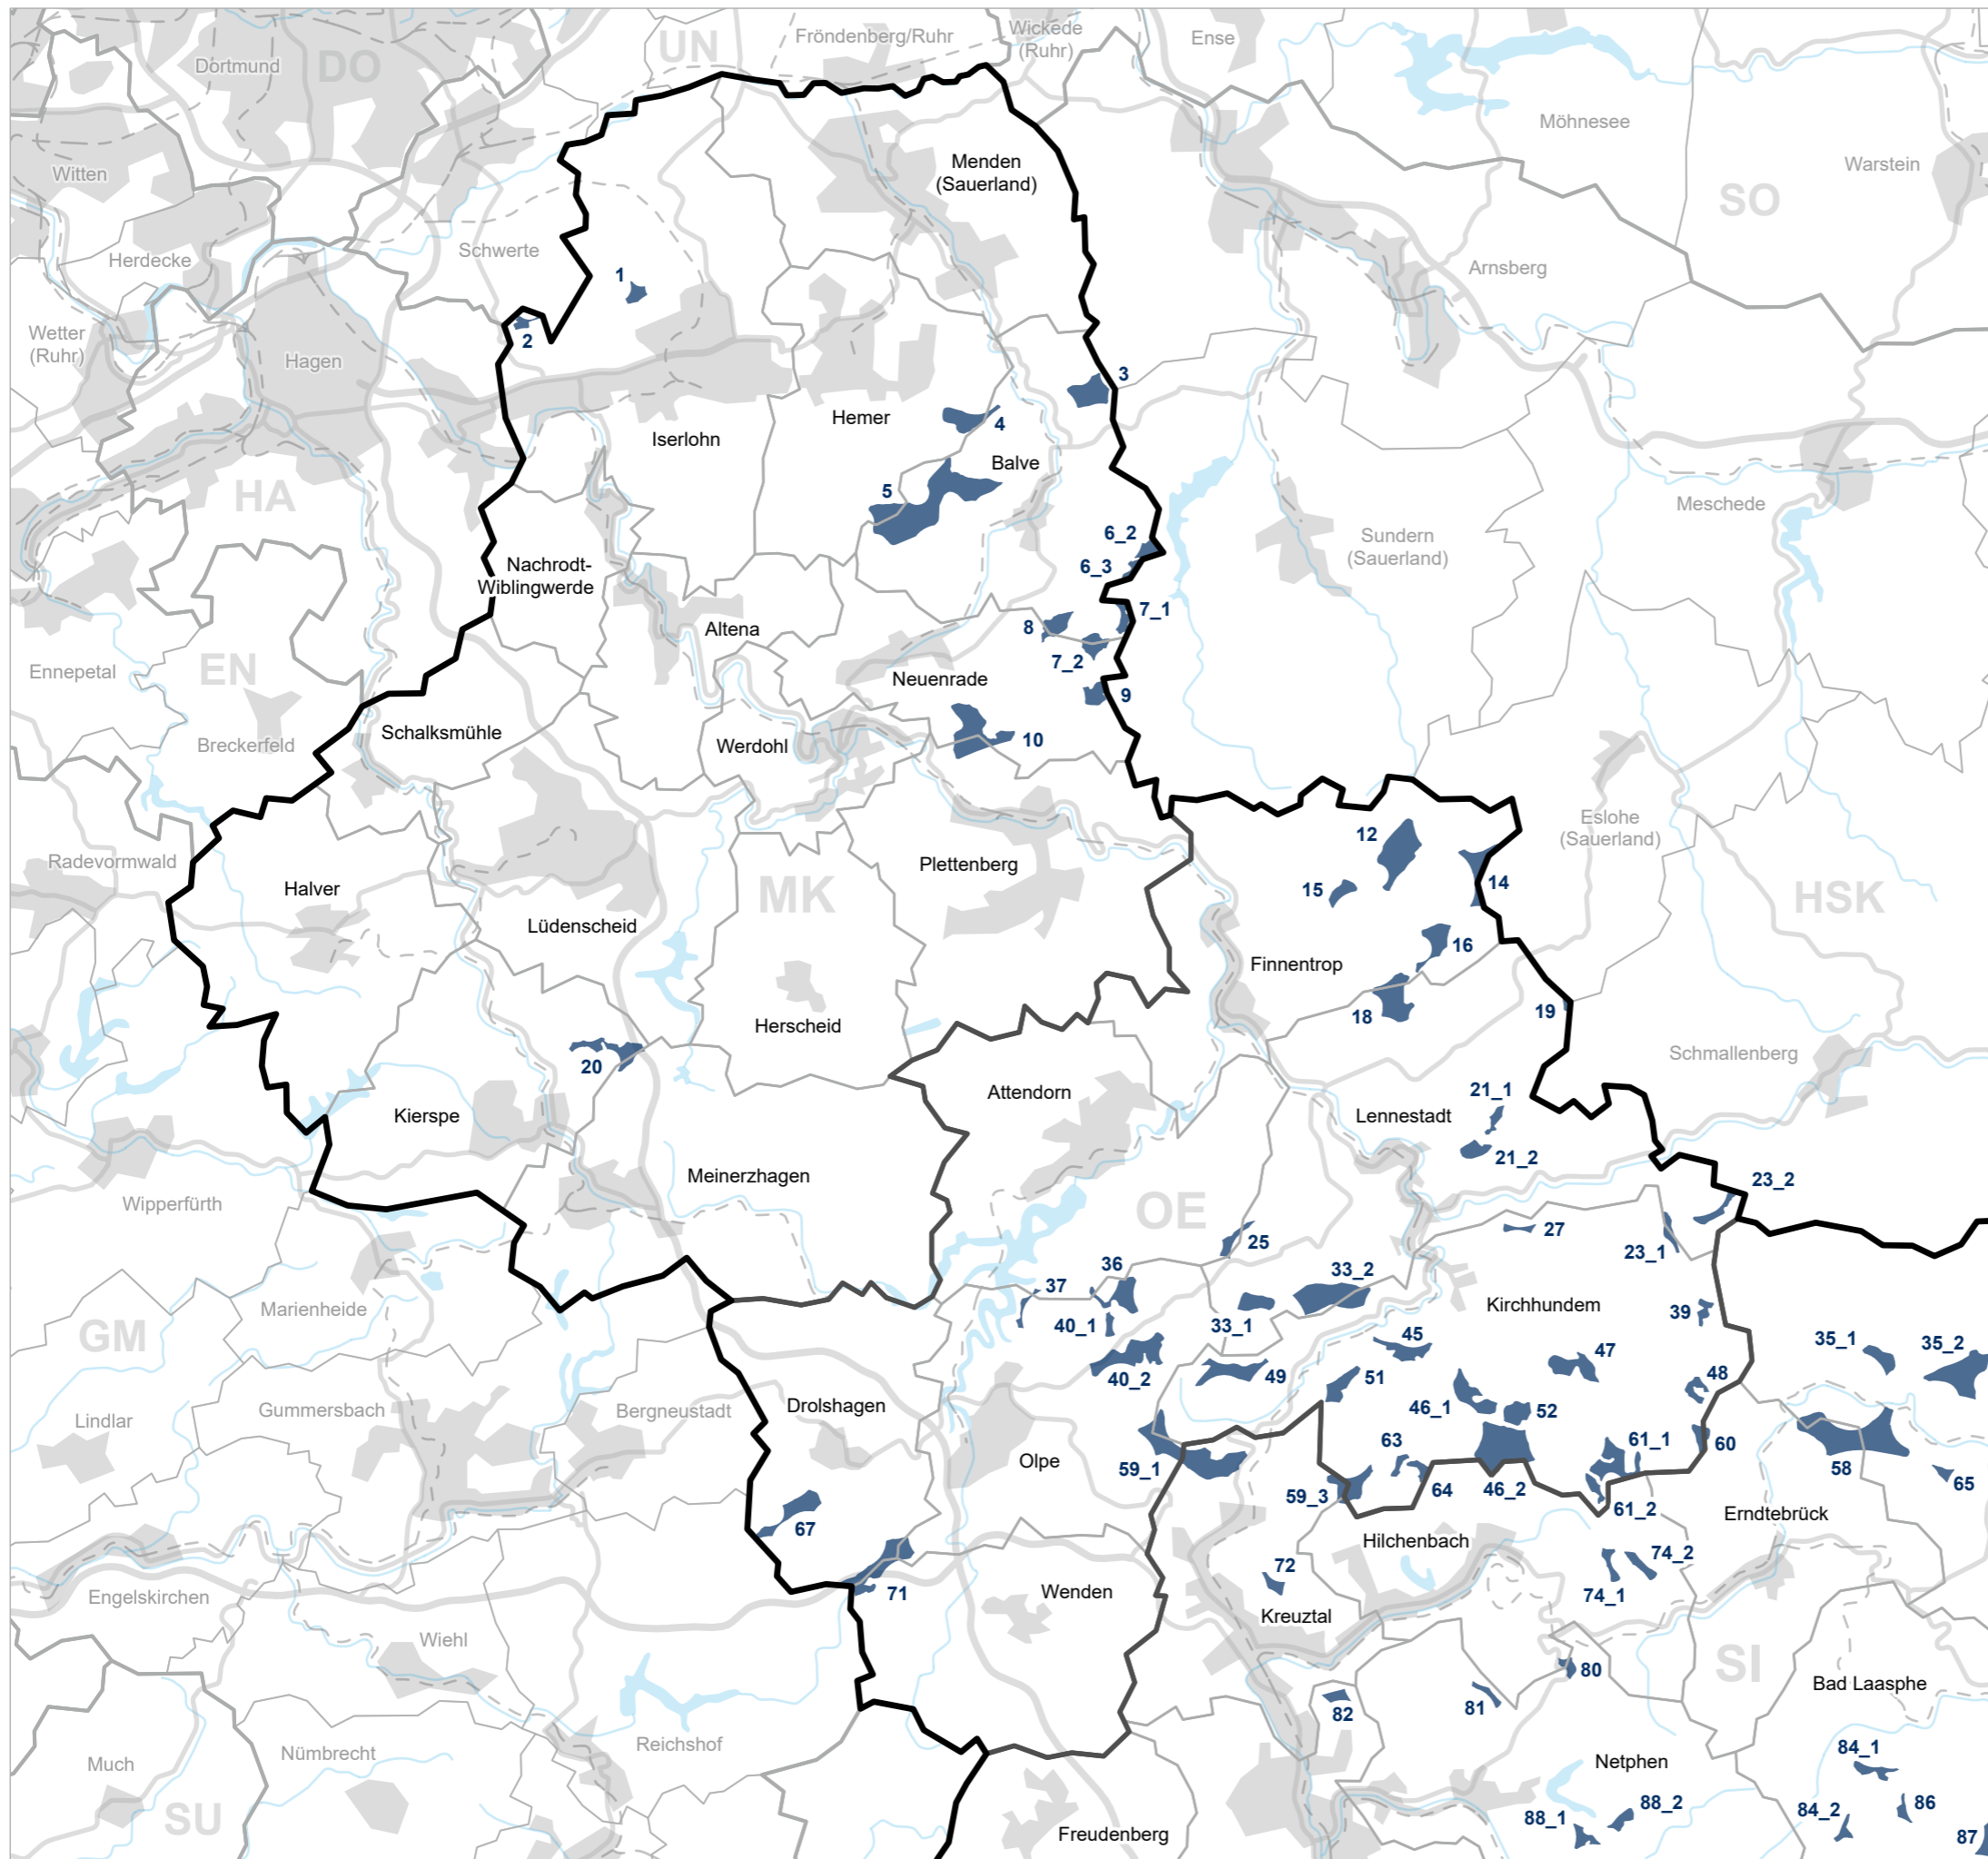 UN
Fröndenberg/Ruhr
Wickede
(Ruhr)
Ense
Dortmund
DO
Möhnesee
Warstein
Witten
Menden
(Sauerland)
SO
Schwerte
Herdecke
Arnsberg
1
2
Wetter
(Ruhr)
Hagen
3
Hemer
4
Iserlohn
Balve
5
HA
Meschede
6_2
Sundern
(Sauerland)
6_3
Nachrodt-
Wiblingwerde
7_1
8
Altena
7_2
Ennepetal
EN
Neuenrade
9
Schalksmühle
Breckerfeld
Werdohl
10
Eslohe
(Sauerland)
12
Radevormwald
Plettenberg
Halver
MK
15
14
HSK
Lüdenscheid
16
Finnentrop
18
19
Herscheid
20
Schmallenberg
Attendorn
21_1
Kierspe
Lennestadt
21_2
Meinerzhagen
23_2
Wipperfürth
OE
27
25
23_1
36
33_2
37
Marienheide
Kirchhundem
39
GM
40_1
33_1
45
35_1
35_2
47
40_2
49
51
48
Drolshagen
Lindlar
Gummersbach
Bergneustadt
46_1
52
63
61_1
60
Olpe
59_1
58
65
59_3
64
46_2
61_2
67
Erndtebrück
Hilchenbach
74_2
72
74_1
71
Wenden
Engelskirchen
Kreuztal
Wiehl
SI
80
Bad Laasphe
81
82
Reichshof
Nümbrecht
Much
Netphen
84_1
SU
88_2
86
88_1
84_2
Freudenberg
87